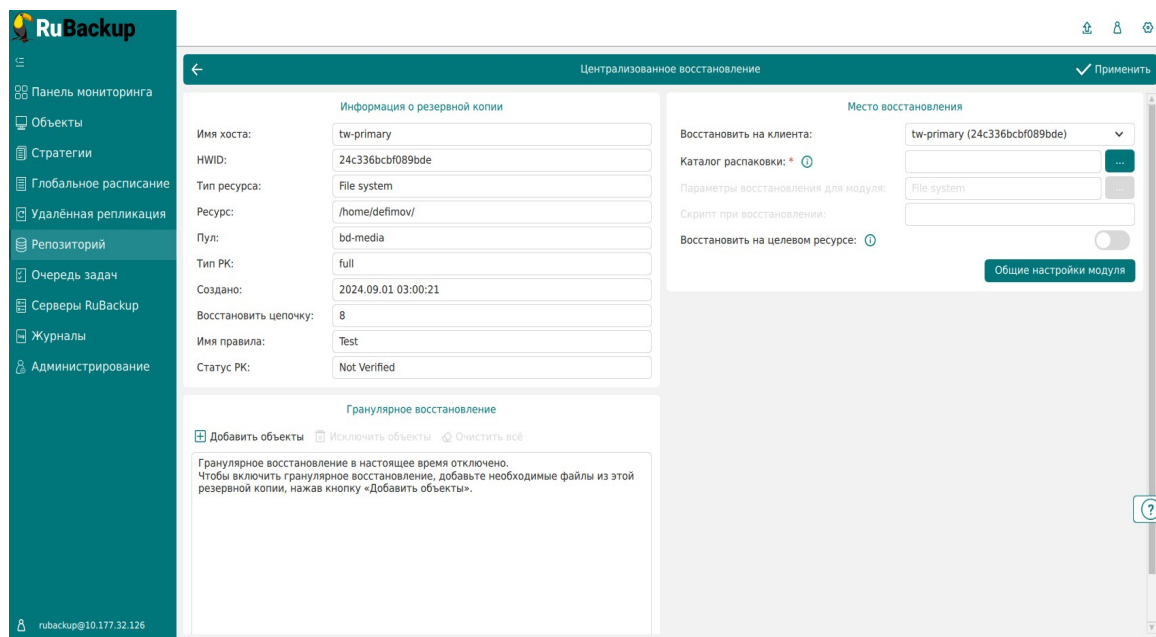 RuBackup
Панель мониторинга
Объекты
Стратегии
Глобальное расписание
Удалённая репликация
Репозиторий
Очередь задач
Серверы RuBackup
Журналы
Администрирование
rubackup@10.177.32.126
Централизованное восстановление
Применить
Информация о резервной копии
Имя хоста: tw-primary
HWID: 24c336bcbf089bde
Тип ресурса: File system
Ресурс: /home/defimov/
Пул: bd-media
Тип РК: full
Создано: 2024.09.01 03:00:21
Восстановить цепочку: 8
Имя правила: Test
Статус РК: Not Verified
Гранулярное восстановление
Добавить объекты Исключить объекты Очистить всё
Гранулярное восстановление в настоящее время отключено.
Чтобы включить гранулярное восстановление, добавьте необходимые файлы из этой
резервной копии, нажав кнопку «Добавить объекты».
Место восстановления
Восстановить на клиента: tw-primary (24c336bcbf089bde)
Каталог распаковки: * ...
Параметры восстановления для модуля: File system ...
Скрипт при восстановлении:
Восстановить на целевом ресурсе:
Общие настройки модуля
?